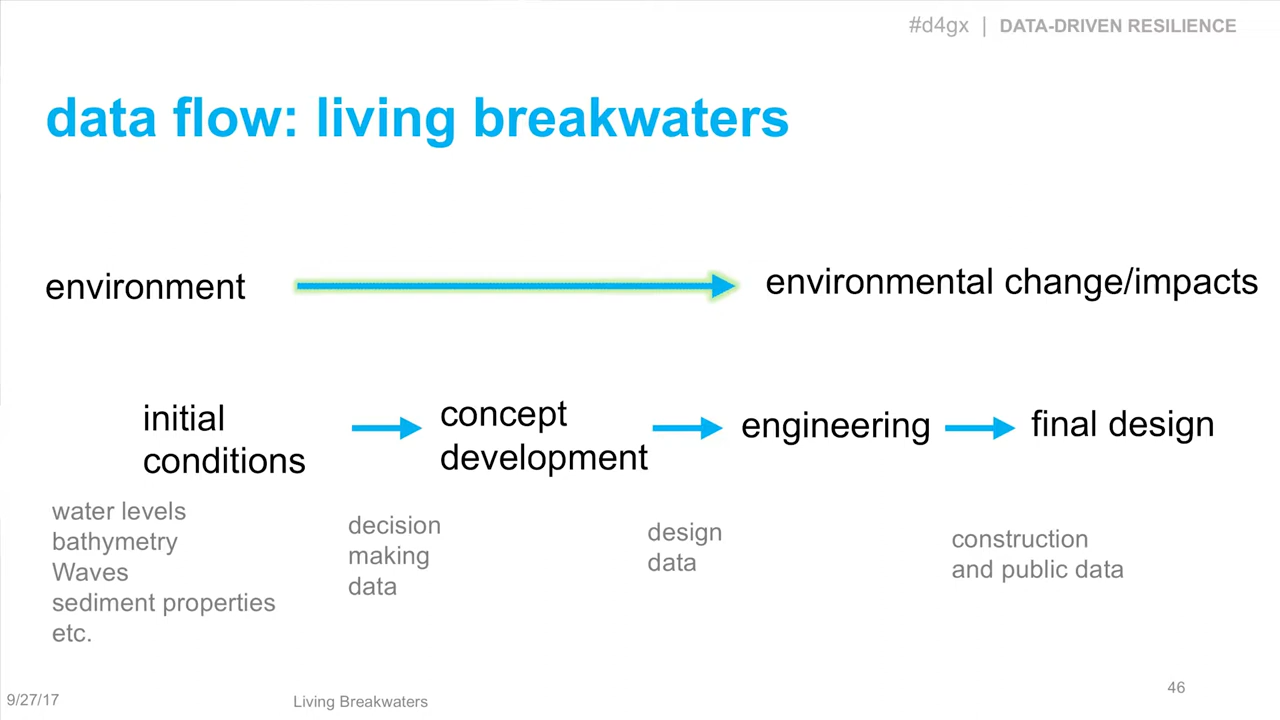 #d4gx | DATA-DRIVEN RESILIENCE
data flow: living breakwaters
environment
environmental change/impacts
initial
conditions
concept
development
engineering
final design
water levels
bathymetry
Waves
sediment properties
etc.
decision
making
data
design
data
construction
and public data
9/27/17
Living Breakwaters
46